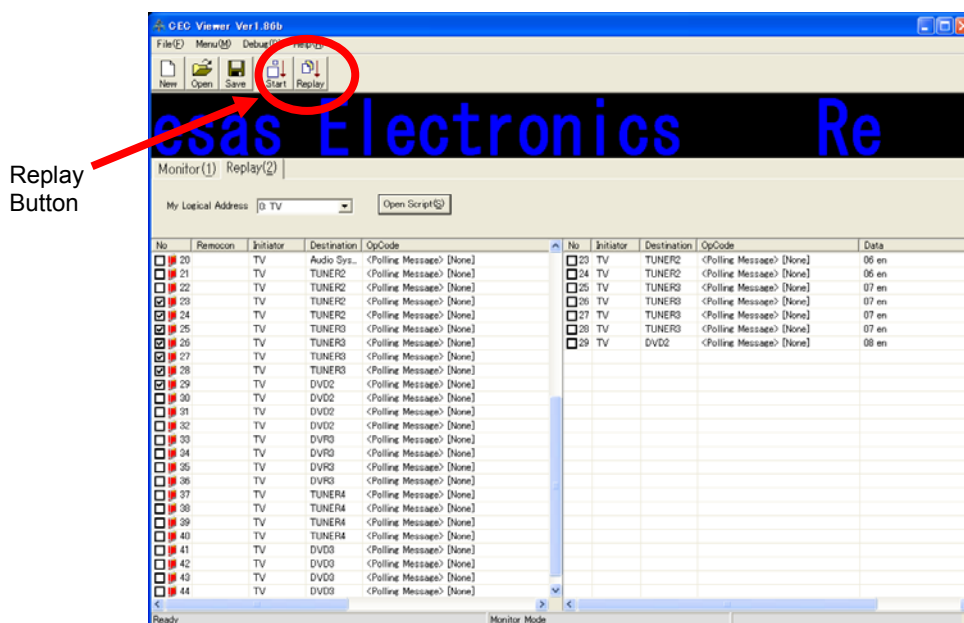 CEC Viewer Ver1.86b
File(F) Menu(M) Debug(D) Help(H)
New Open Save Start Replay
esas Electronics Re
Replay
Button
Monitor(1) Replay(2)
My Logical Address 0: TV Open Script(S)
No Remocon Initiator Destination OpCode No Initiator Destination OpCode Data
20 TV Audio Sys... <Polling Message> [None] 23 TV TUNER2 <Polling Message> [None] 06 en
21 TV TUNER2 <Polling Message> [None] 24 TV TUNER2 <Polling Message> [None] 06 en
22 TV TUNER2 <Polling Message> [None] 25 TV TUNER3 <Polling Message> [None] 07 en
23 TV TUNER2 <Polling Message> [None] 26 TV TUNER3 <Polling Message> [None] 07 en
24 TV TUNER2 <Polling Message> [None] 27 TV TUNER3 <Polling Message> [None] 07 en
25 TV TUNER3 <Polling Message> [None] 28 TV TUNER3 <Polling Message> [None] 07 en
26 TV TUNER3 <Polling Message> [None] 29 TV DVD2 <Polling Message> [None] 08 en
27 TV TUNER3 <Polling Message> [None]
28 TV TUNER3 <Polling Message> [None]
29 TV DVD2 <Polling Message> [None]
30 TV DVD2 <Polling Message> [None]
31 TV DVD2 <Polling Message> [None]
32 TV DVD2 <Polling Message> [None]
33 TV DVR3 <Polling Message> [None]
34 TV DVR3 <Polling Message> [None]
35 TV DVR3 <Polling Message> [None]
36 TV DVR3 <Polling Message> [None]
37 TV TUNER4 <Polling Message> [None]
38 TV TUNER4 <Polling Message> [None]
39 TV TUNER4 <Polling Message> [None]
40 TV TUNER4 <Polling Message> [None]
41 TV DVD3 <Polling Message> [None]
42 TV DVD3 <Polling Message> [None]
43 TV DVD3 <Polling Message> [None]
44 TV DVD3 <Polling Message> [None]
Ready Monitor Mode